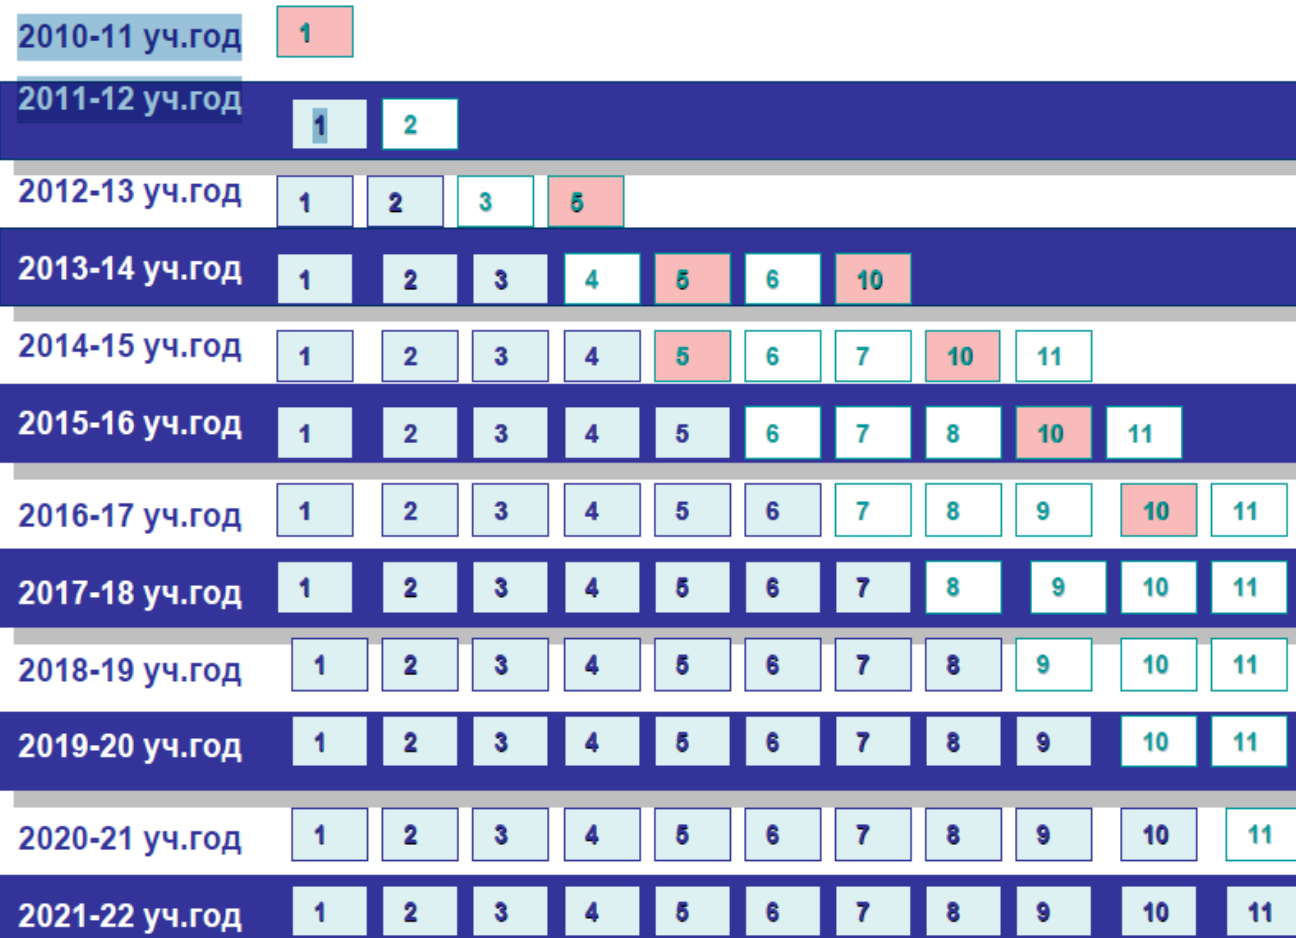 2010-11 уч.год 1
2011-12 уч.год 1 2
2012-13 уч.год 1 2 3 5
2013-14 уч.год 1 2 3 4 5 6 10
2014-15 уч.год 1 2 3 4 5 6 7 10 11
2015-16 уч.год 1 2 3 4 5 6 7 8 10 11
2016-17 уч.год 1 2 3 4 5 6 7 8 9 10 11
2017-18 уч.год 1 2 3 4 5 6 7 8 9 10 11
2018-19 уч.год 1 2 3 4 5 6 7 8 9 10 11
2019-20 уч.год 1 2 3 4 5 6 7 8 9 10 11
2020-21 уч.год 1 2 3 4 5 6 7 8 9 10 11
2021-22 уч.год 1 2 3 4 5 6 7 8 9 10 11